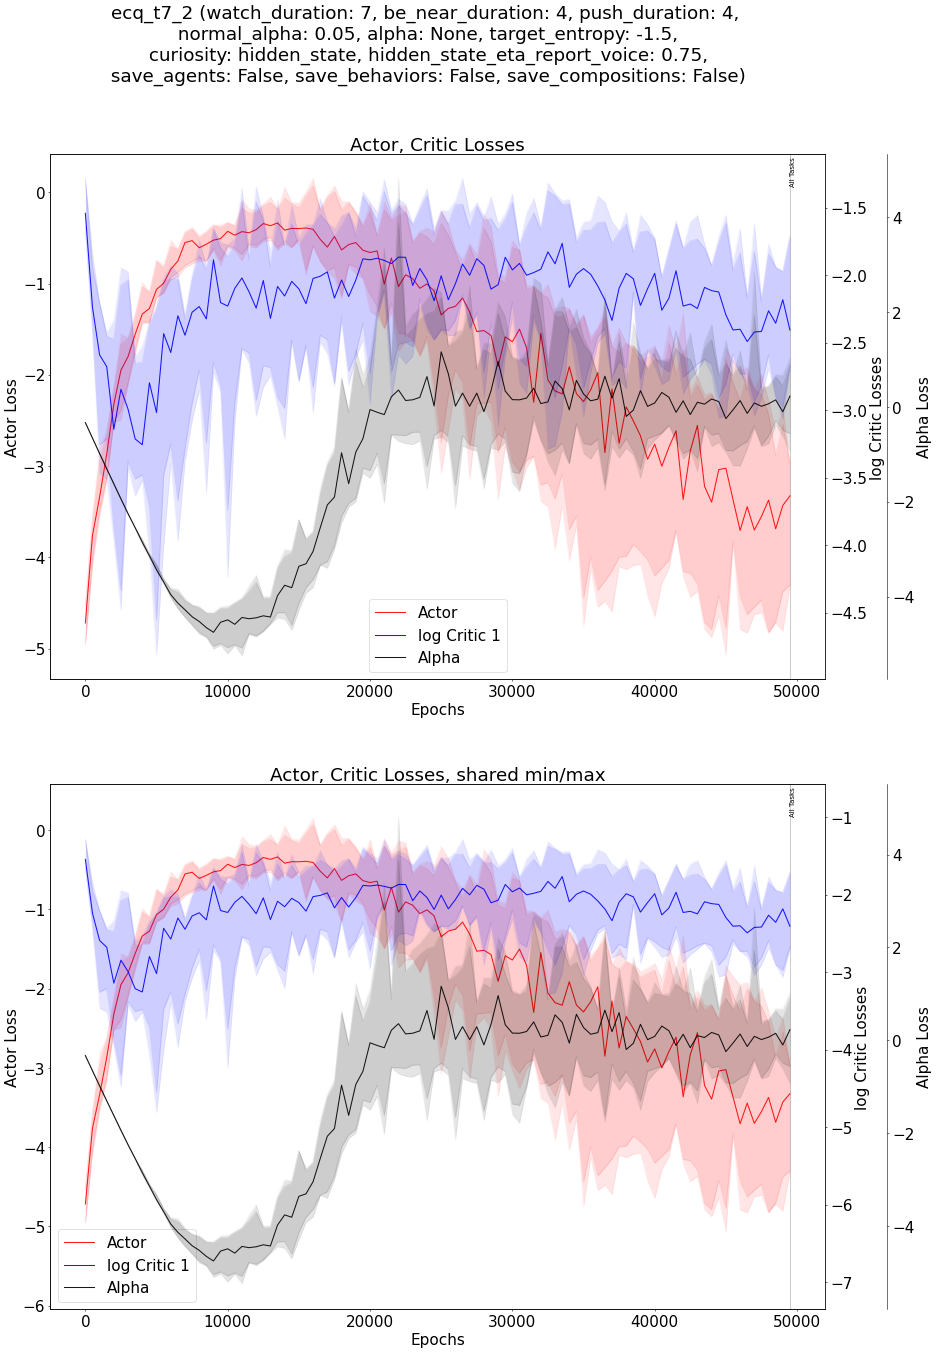 ecq_t7_2 (watch_duration: 7, be_near_duration: 4, push_duration: 4,
normal_alpha: 0.05, alpha: None, target_entropy: -1.5,
curiosity: hidden_state, hidden_state_eta_report_voice: 0.75,
save_agents: False, save_behaviors: False, save_compositions: False)
Actor, Critic Losses
All Tasks
0
−1
−2
−3
−4
−5
Actor Loss
−1.5
−2.0
−2.5
−3.0
−3.5
−4.0
−4.5
log Critic Losses
4
2
0
−2
−4
Alpha Loss
Actor
log Critic 1
Alpha
0 10000 20000 30000 40000 50000
Epochs
Actor, Critic Losses, shared min/max
All Tasks
0
−1
−2
−3
−4
−5
−6
Actor Loss
−1
−2
−3
−4
−5
−6
−7
log Critic Losses
4
2
0
−2
−4
Alpha Loss
Actor
log Critic 1
Alpha
0 10000 20000 30000 40000 50000
Epochs